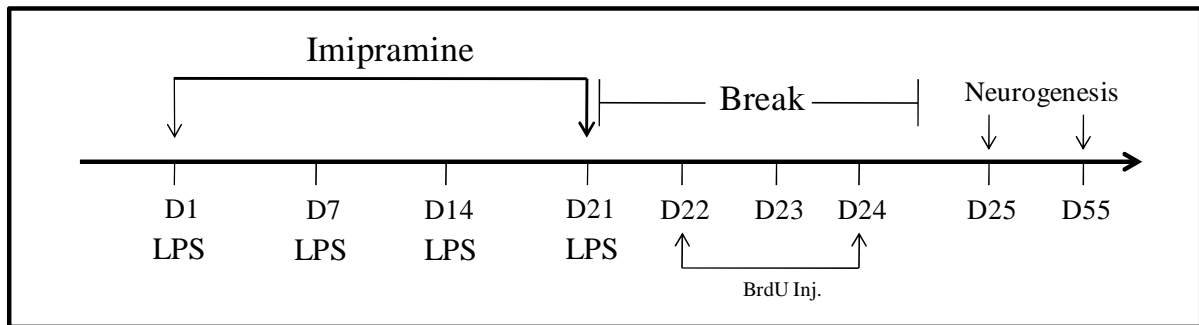 Imipramine
Break
Neurogenesis
D1 D7 D14 D21 D22 D23 D24 D25 D55
LPS LPS LPS LPS
BrdU Inj.